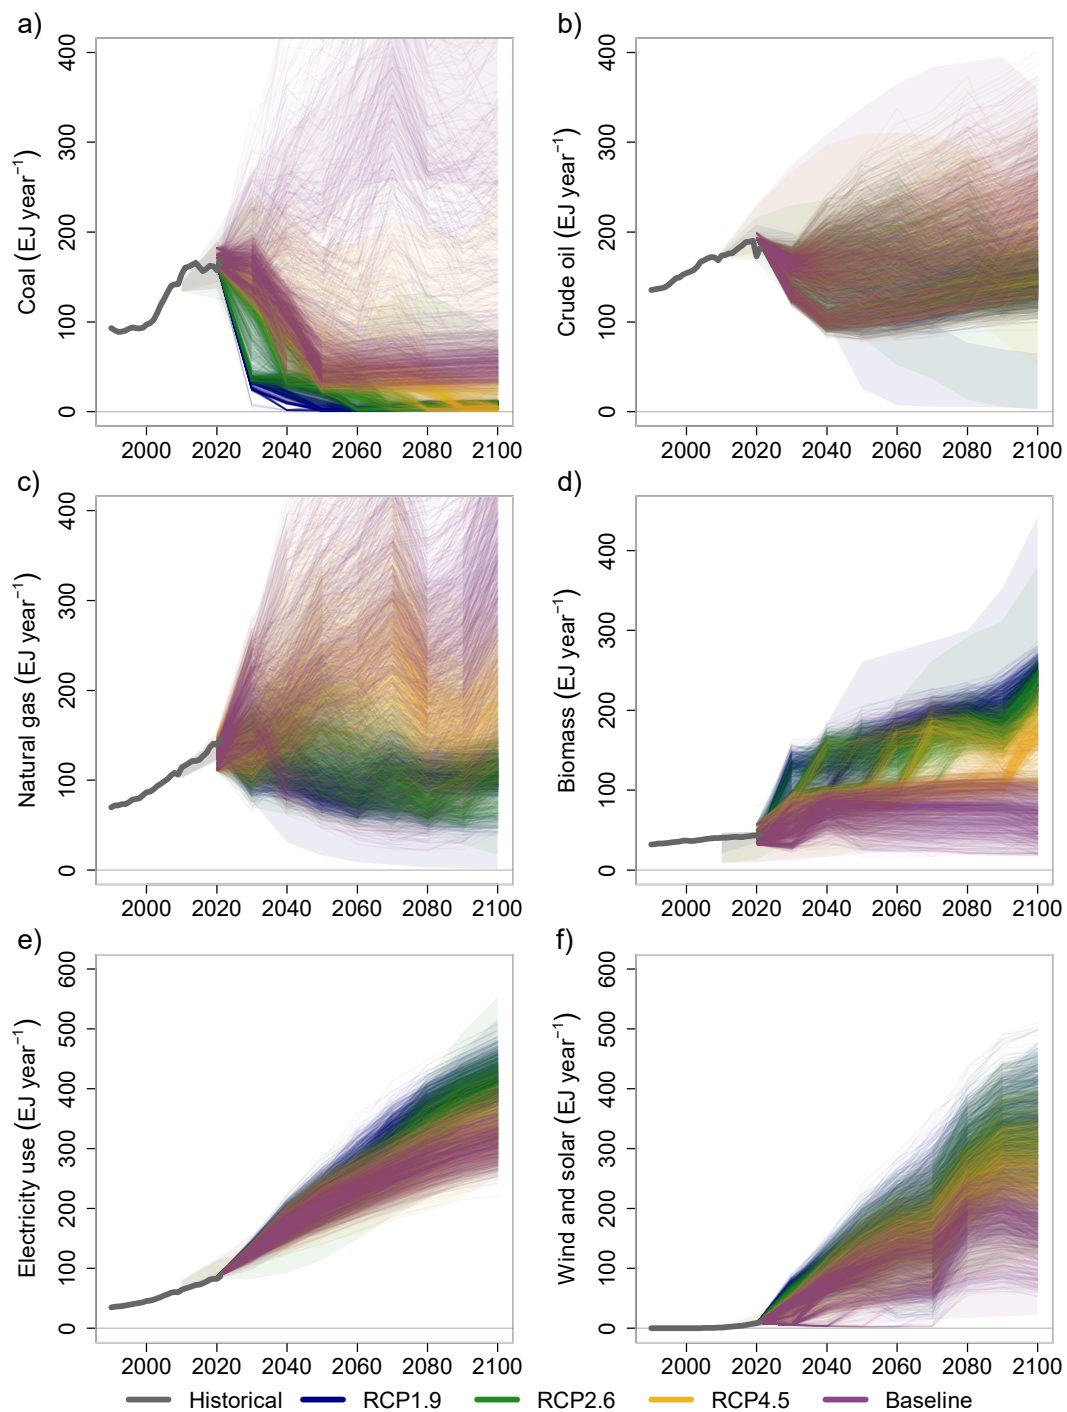 a)
Coal (EJ year⁻¹)
0 100 200 300 400
2000 2020 2040 2060 2080 2100
b)
Crude oil (EJ year⁻¹)
0 100 200 300 400
2000 2020 2040 2060 2080 2100
c)
Natural gas (EJ year⁻¹)
0 100 200 300 400
2000 2020 2040 2060 2080 2100
d)
Biomass (EJ year⁻¹)
0 100 200 300 400
2000 2020 2040 2060 2080 2100
e)
Electricity use (EJ year⁻¹)
0 100 200 300 400 500 600
2000 2020 2040 2060 2080 2100
f)
Wind and solar (EJ year⁻¹)
0 100 200 300 400 500 600
2000 2020 2040 2060 2080 2100
Historical RCP1.9 RCP2.6 RCP4.5 Baseline